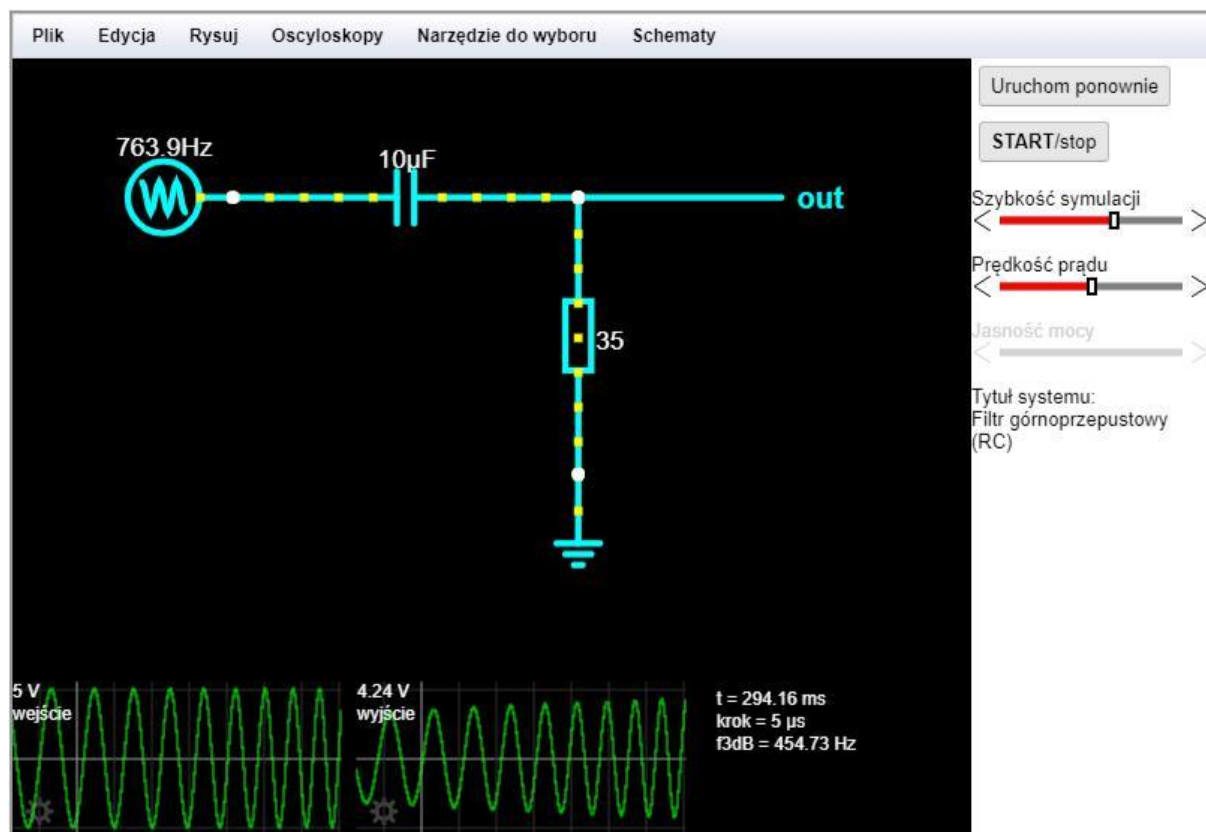 Plik Edycja Rysuj Oscyloskopy Narzędzie do wyboru Schematy
Uruchom ponownie
START/stop
Szybkość symulacji
Prędkość prądu
Jasność mocy
Tytuł systemu:
Filtr górnoprzepustowy
(RC)
763.9Hz
10µF
out
35
5 V
wejście
4.24 V
wyjście
t = 294.16 ms
krok = 5 µs
f3dB = 454.73 Hz